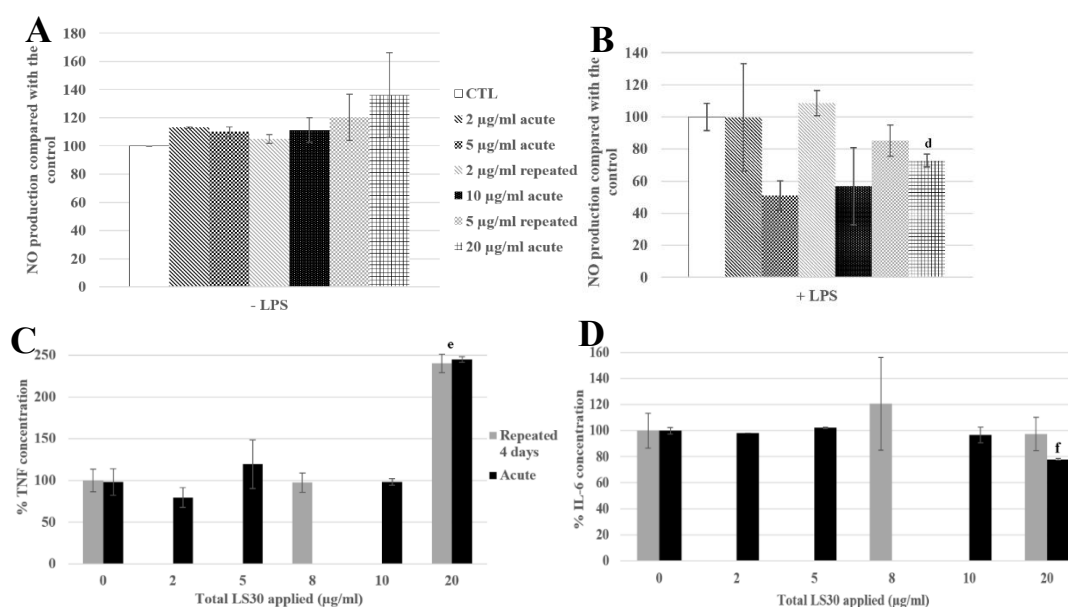 A
NO production compared with the
control
160
140
120
100
80
60
40
20
0
- LPS
CTL
2 µg/ml acute
5 µg/ml acute
2 µg/ml repeated
10 µg/ml acute
5 µg/ml repeated
20 µg/ml acute
B
NO production compared with the
control
140
120
100
80
60
40
20
0
d
+ LPS
C
% TNF concentration
250
200
150
100
50
0
e
0 2 5 8 10 20
Total LS30 applied (µg/ml)
Repeated
4 days
Acute
D
% IL-6 concentration
160
140
120
100
80
60
40
20
0
f
0 2 5 8 10 20
Total LS30 applied (µg/ml)